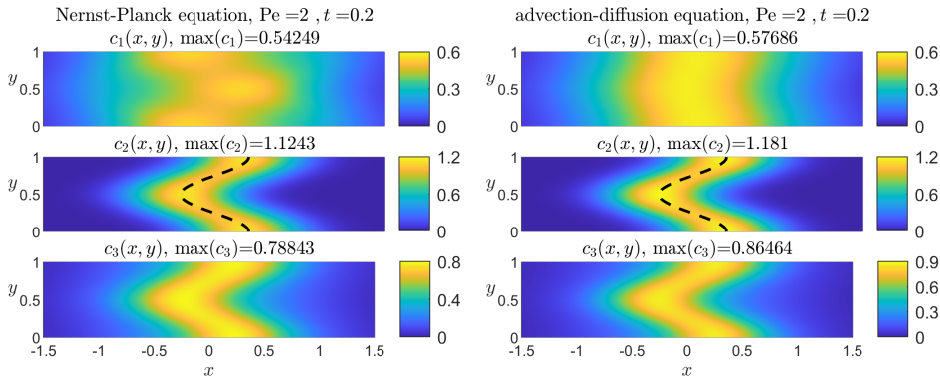 Nernst-Planck equation, Pe =2 , t =0.2
c₁(x, y), max(c₁)=0.54249
1
0.5
0
y
0.6
0.3
0
c₂(x, y), max(c₂)=1.1243
1
0.5
0
y
1.2
0.6
0
c₃(x, y), max(c₃)=0.78843
1
0.5
0
y
0.8
0.4
0
-1.5 -1 -0.5 0 0.5 1 1.5
x
advection-diffusion equation, Pe =2 , t =0.2
c₁(x, y), max(c₁)=0.57686
1
0.5
0
y
0.6
0.3
0
c₂(x, y), max(c₂)=1.181
1
0.5
0
y
1.2
0.6
0
c₃(x, y), max(c₃)=0.86464
1
0.5
0
y
0.9
0.6
0.3
0
-1.5 -1 -0.5 0 0.5 1 1.5
x